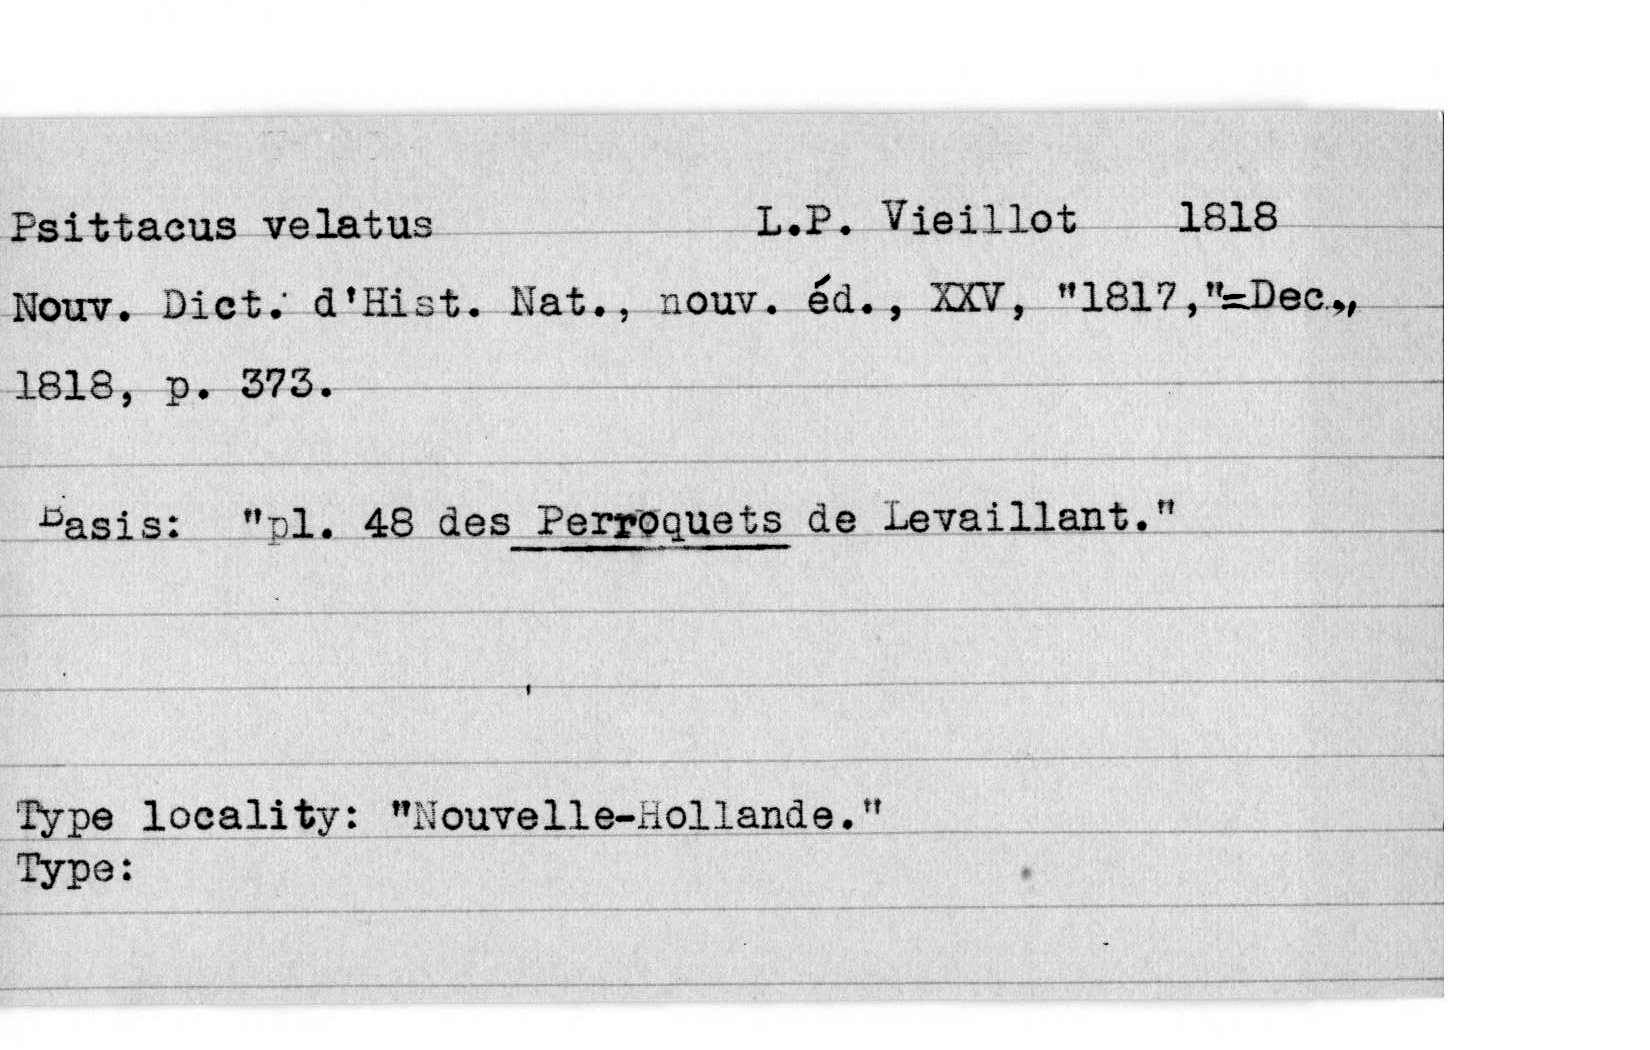 Psittacus velatus L.P. Vieillot 1818
Nouv. Dict. d'Hist. Nat., nouv. éd., XXV, "1817,"=Dec.,
1818, p. 373.
Basis: "pl. 48 des Perroquets de Levaillant."
Type locality: "Nouvelle-Hollande."
Type: